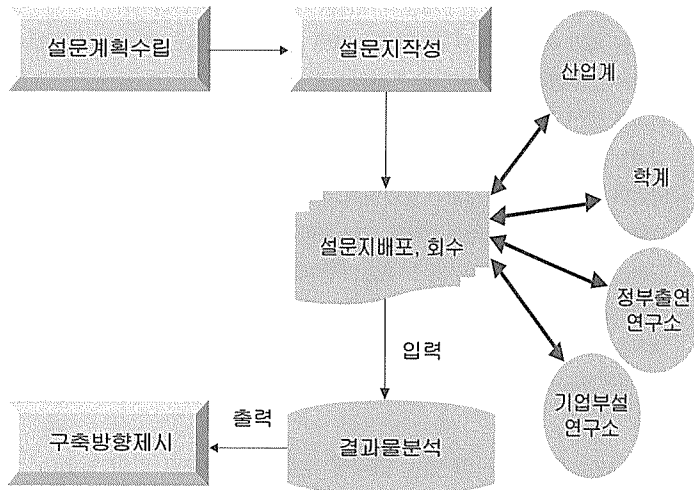 설문계획수립
설문지작성
산업계
학계
설문지배포, 회수
정부출연
연구소
입력
기업부설
연구소
출력
구축방향제시
결과물분석